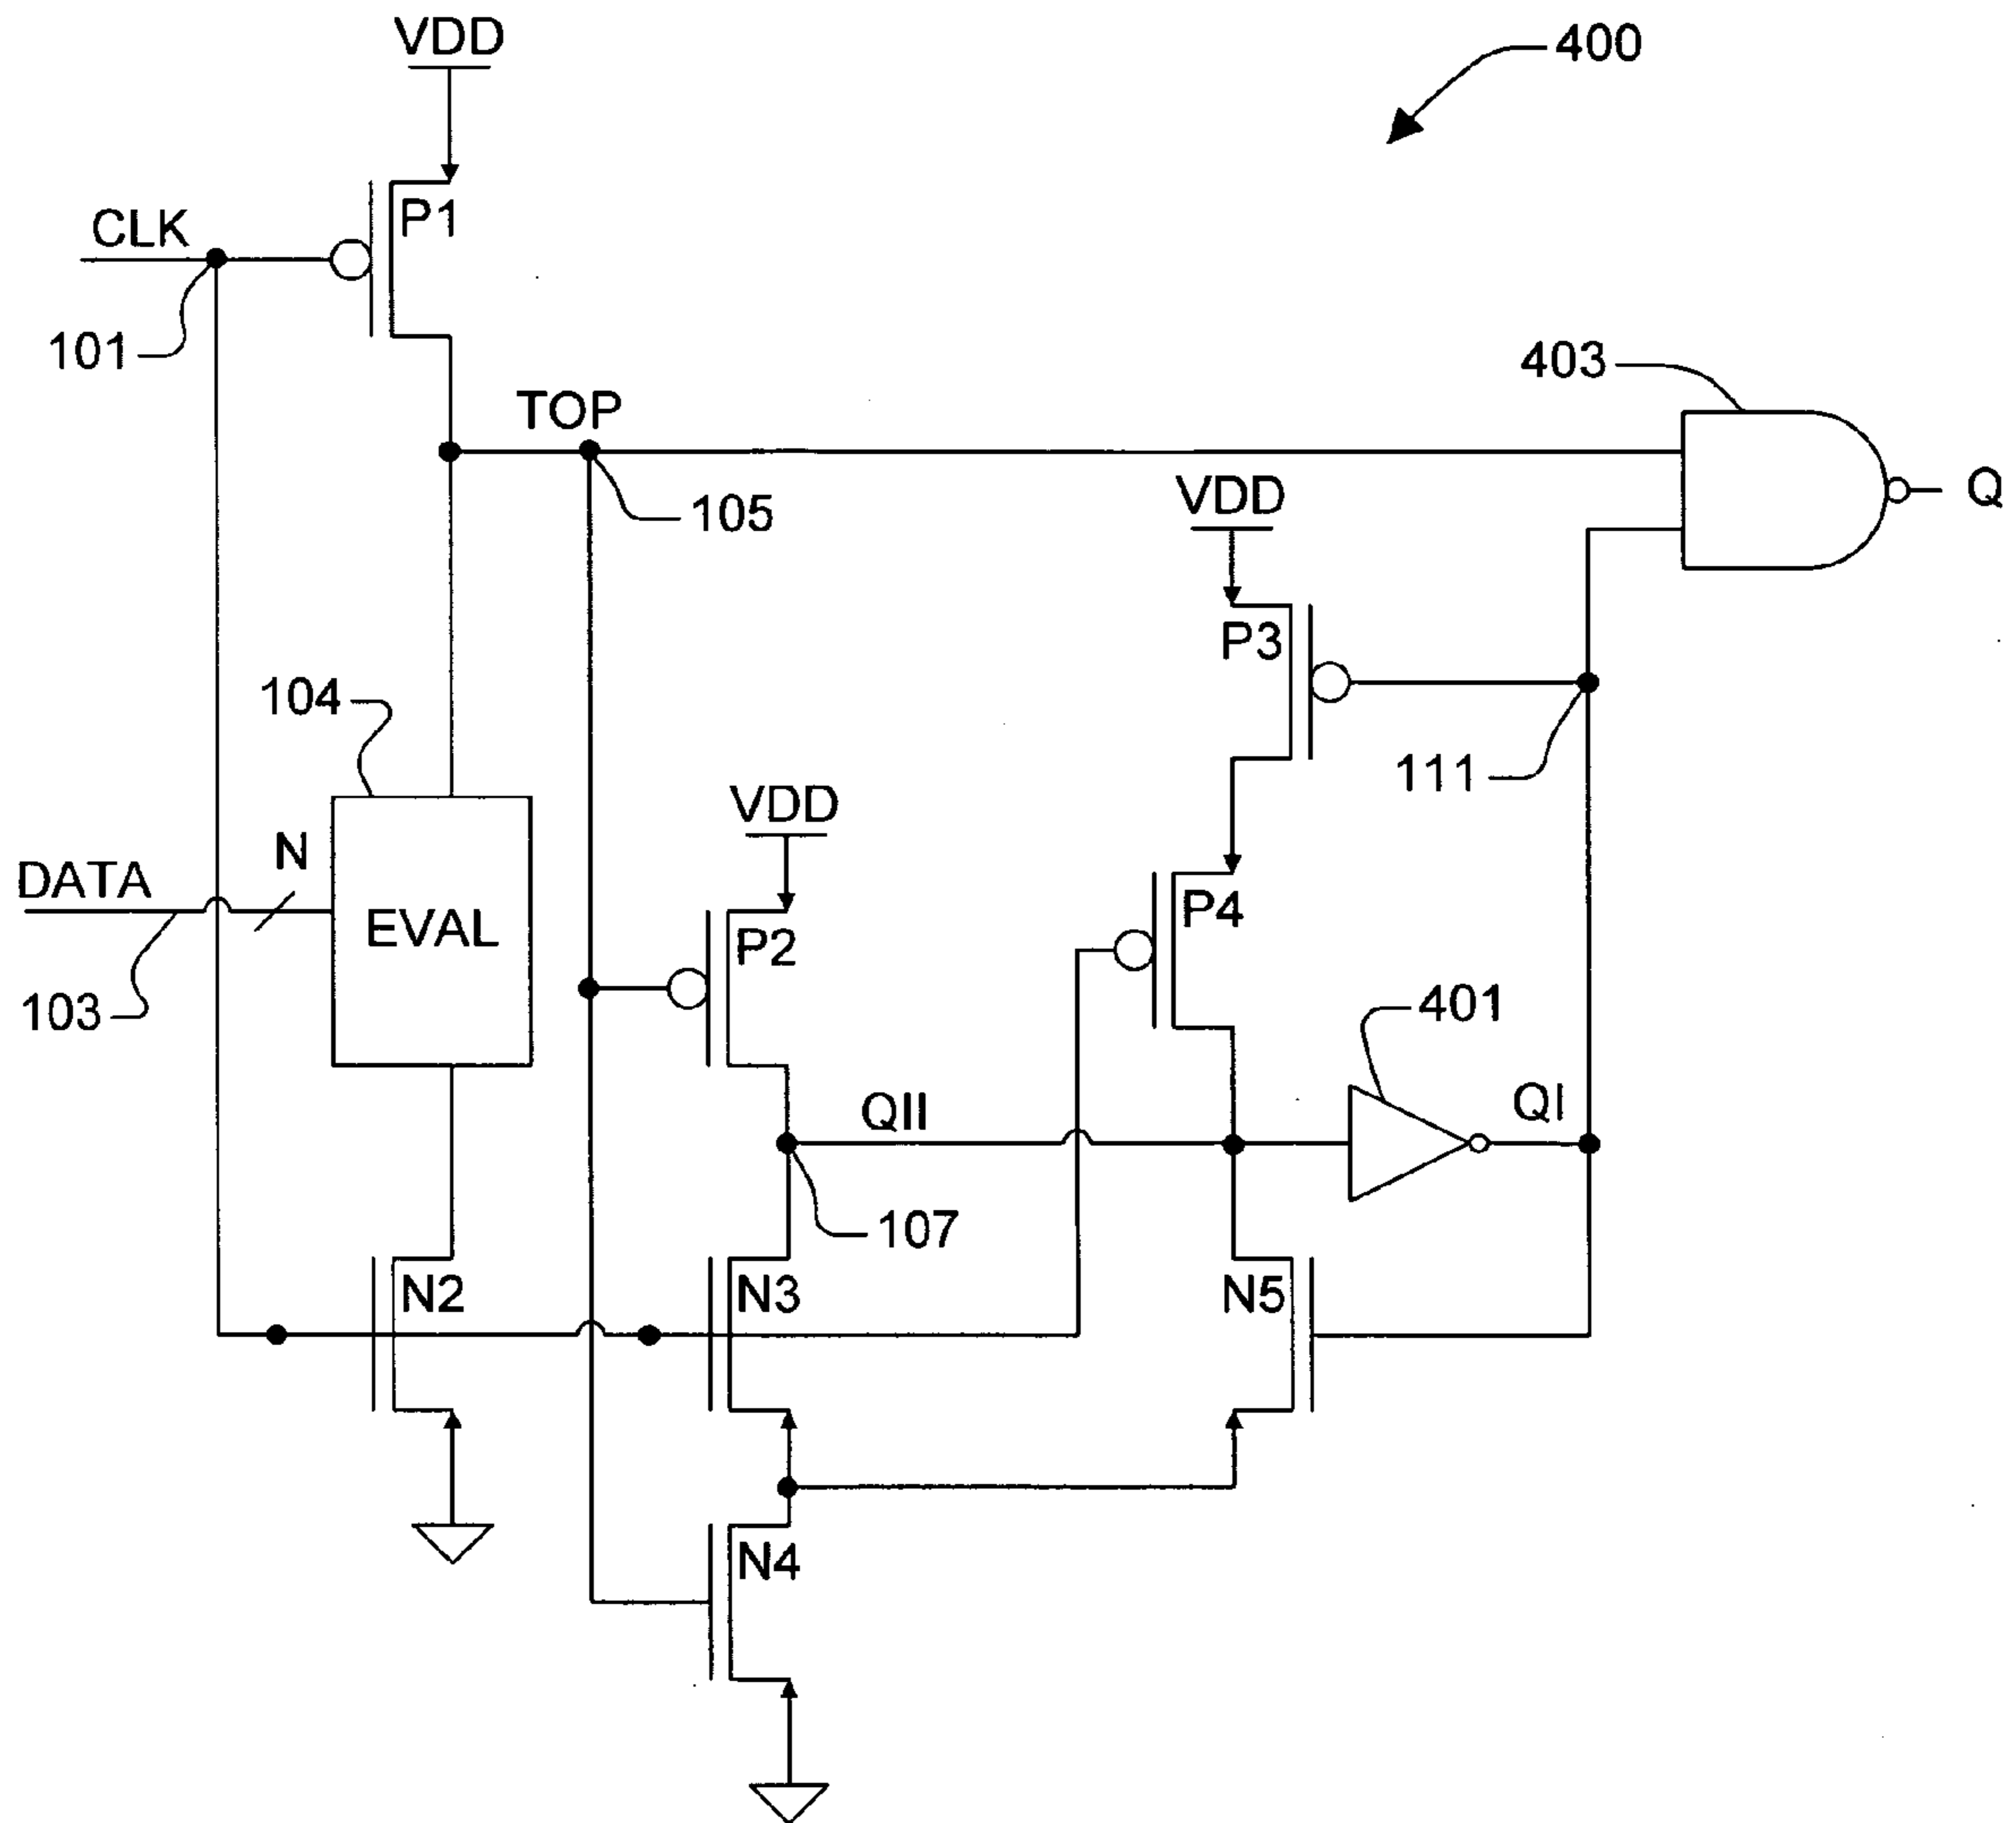 VDD
400
CLK
P1
101
TOP
403
105
VDD
Q
P3
104
111
VDD
N
DATA
EVAL
P2
P4
103
401
QII
QI
107
N2
N3
N5
N4